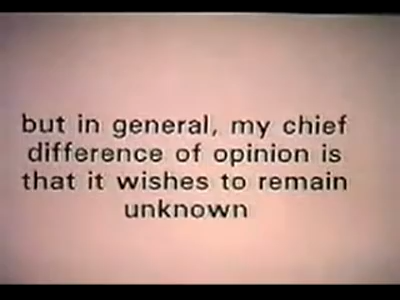 but in general, my chief
difference of opinion is
that it wishes to remain
unknown